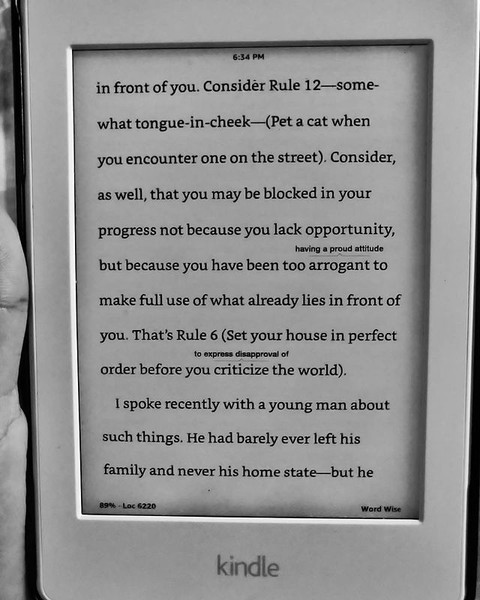 6:34 PM
in front of you. Consider Rule 12—some-
what tongue-in-cheek—(Pet a cat when
you encounter one on the street). Consider,
as well, that you may be blocked in your
progress not because you lack opportunity,
having a proud attitude
but because you have been too arrogant to
make full use of what already lies in front of
you. That's Rule 6 (Set your house in perfect
to express disapproval of
order before you criticize the world).
I spoke recently with a young man about
such things. He had barely ever left his
family and never his home state—but he
89% · Loc 6220 Word Wise
kindle